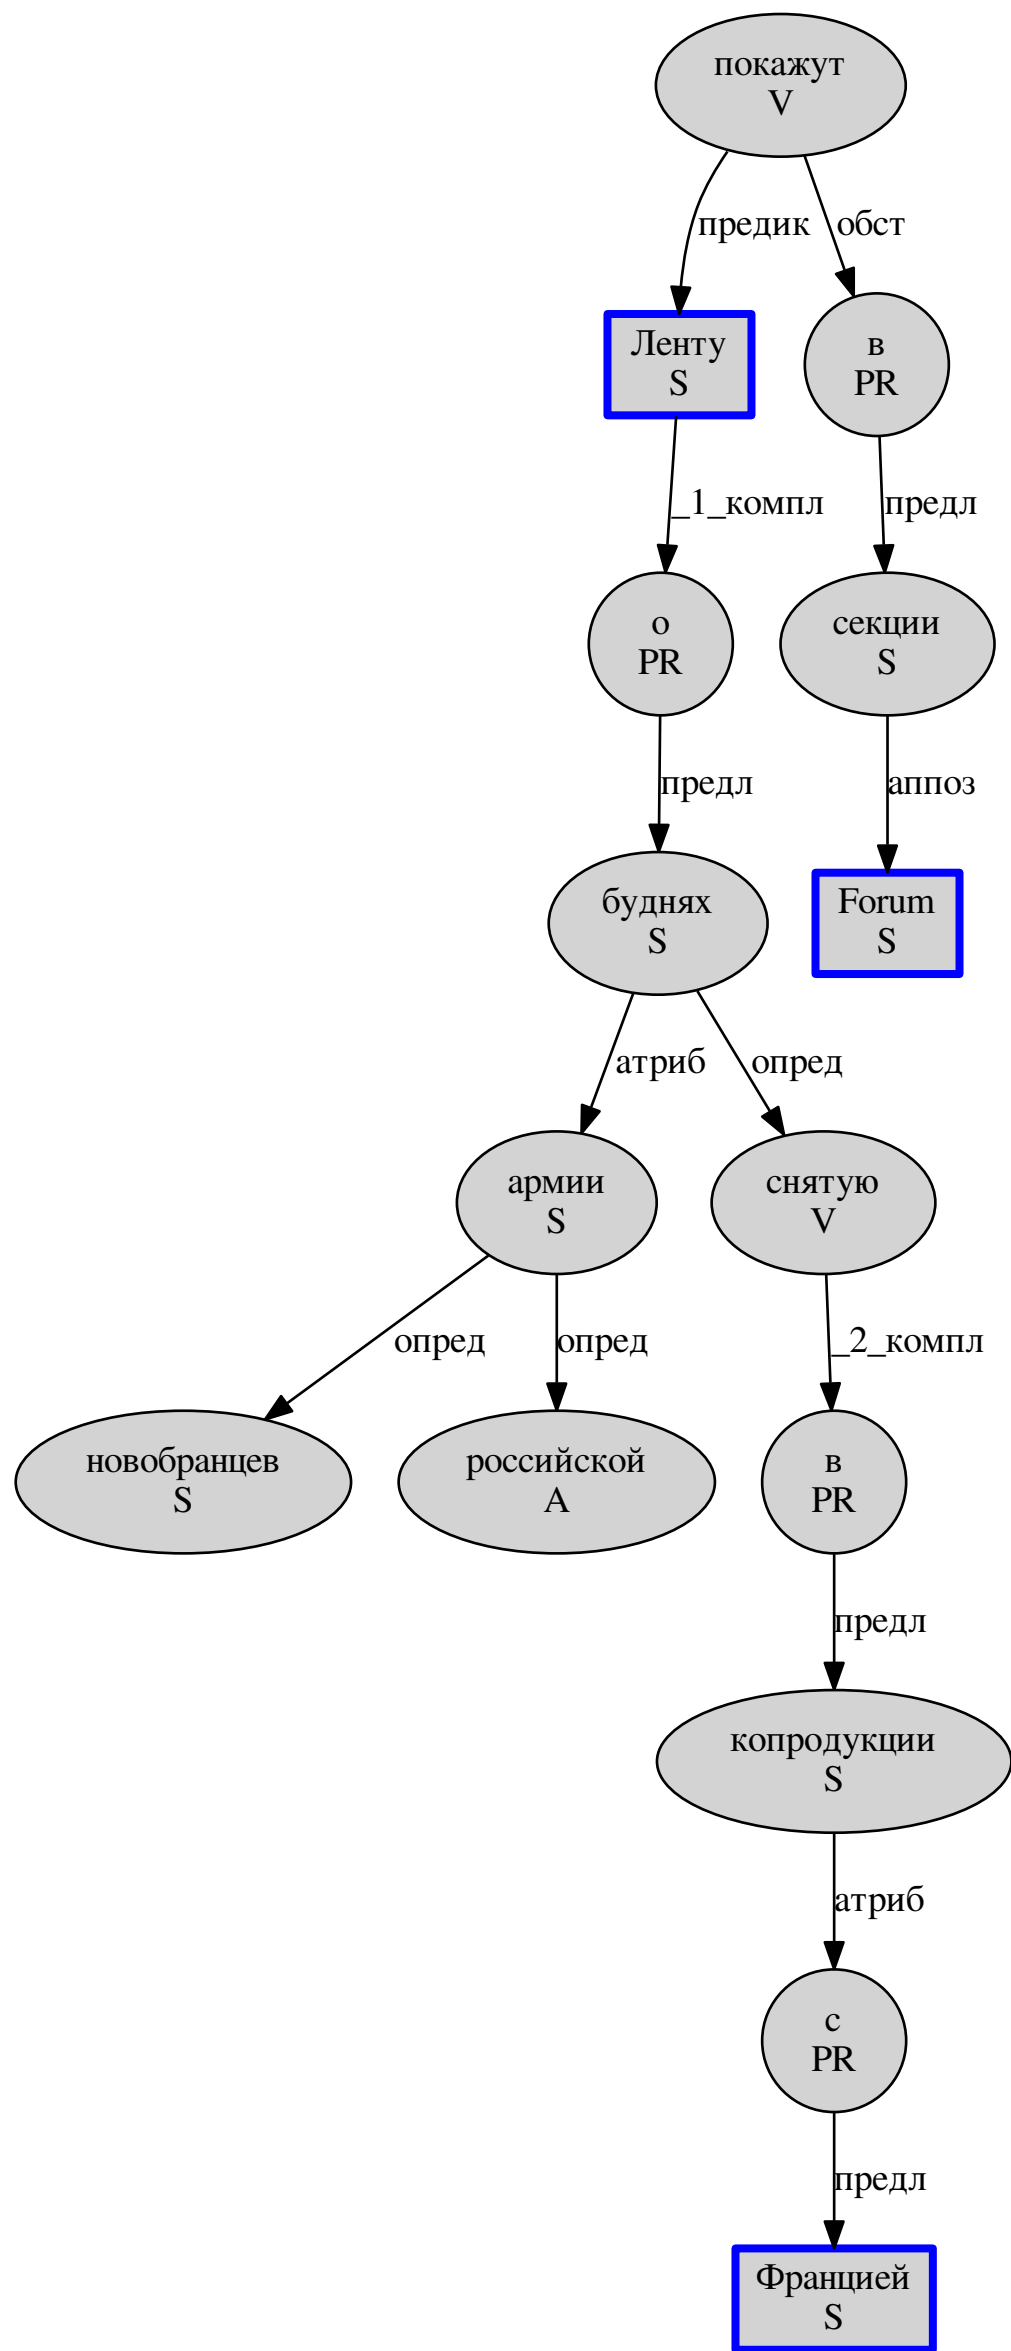 покажут
V
предик
обст
Ленту
S
в
PR
_1_компл
предл
о
PR
секции
S
предл
аппоз
буднях
S
Forum
S
атриб
опред
армии
S
снятую
V
опред
опред
_2_компл
новобранцев
S
российской
A
в
PR
предл
копродукции
S
атриб
с
PR
предл
Францией
S